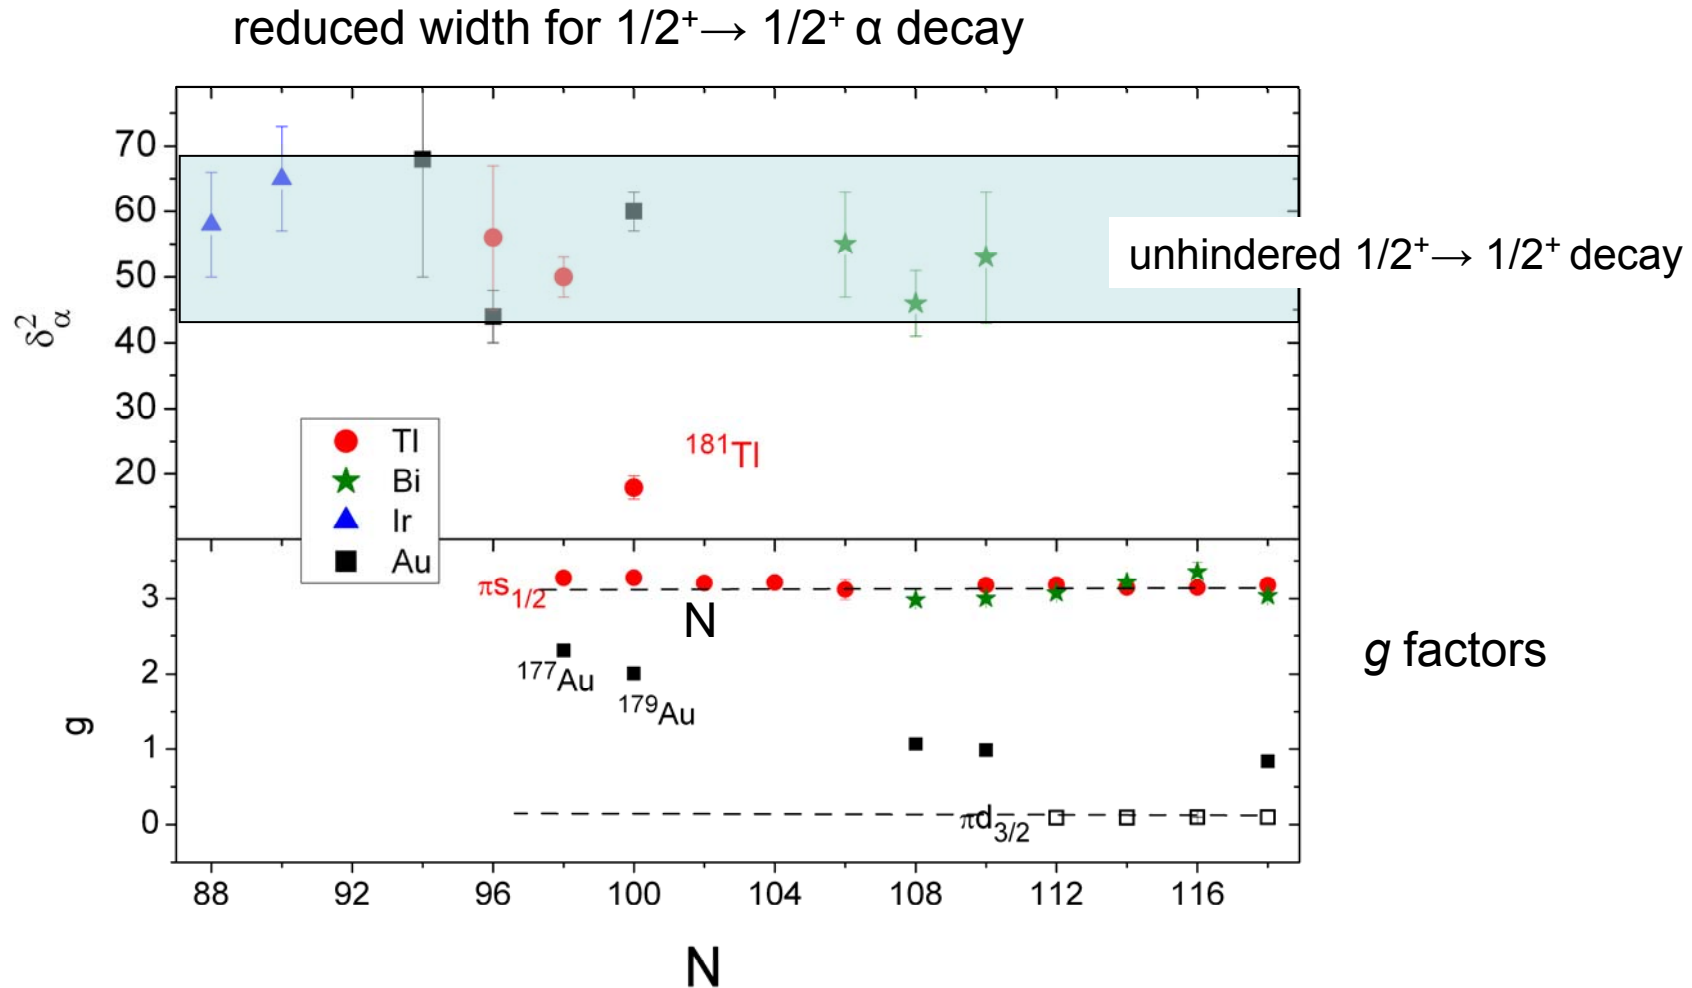 reduced width for 1/2⁺→ 1/2⁺ α decay
70
60
50
40
30
20
δ²α
unhindered 1/2⁺→ 1/2⁺ decay
¹⁸¹Tl
Tl
Bi
Ir
Au
πs1/2
N
¹⁷⁷Au
¹⁷⁹Au
πd3/2
3
2
1
0
g
g factors
88 92 96 100 104 108 112 116
N